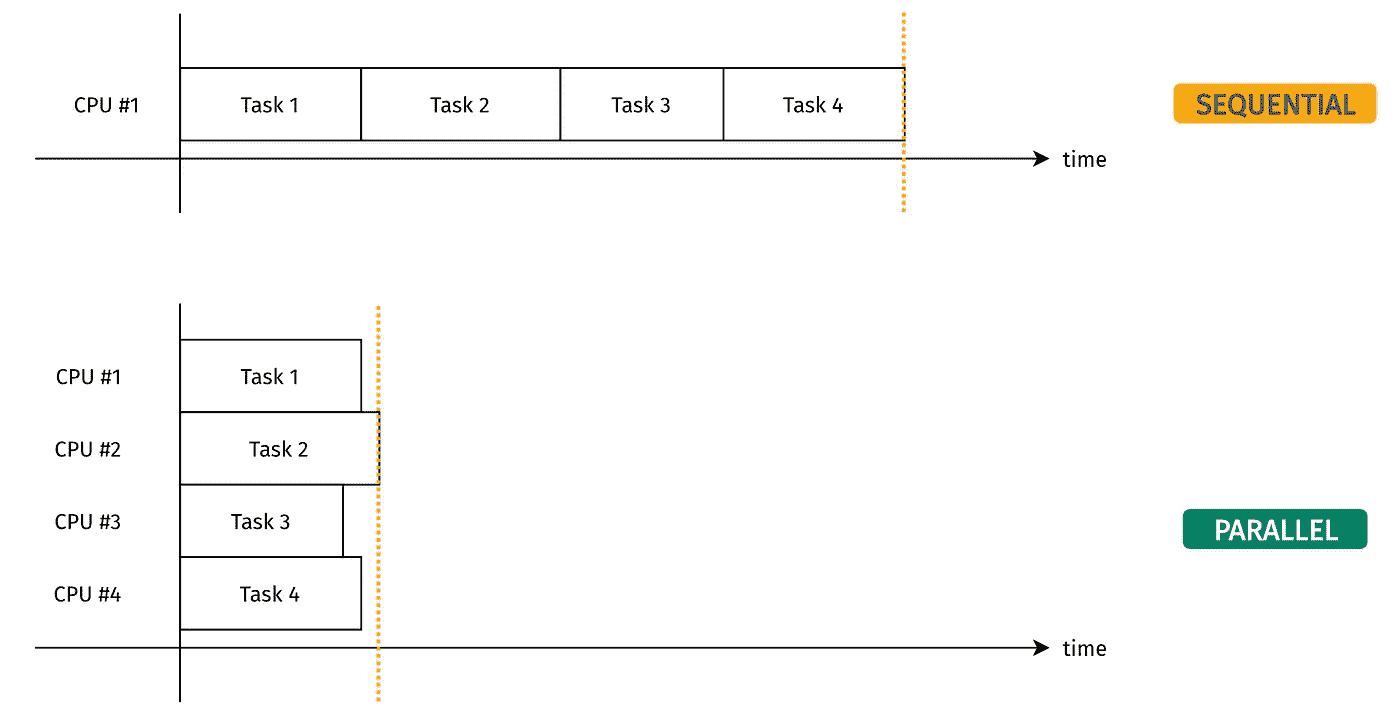 CPU #1 Task 1 Task 2 Task 3 Task 4 SEQUENTIAL
time
CPU #1 Task 1
CPU #2 Task 2
CPU #3 Task 3
PARALLEL
CPU #4 Task 4
time